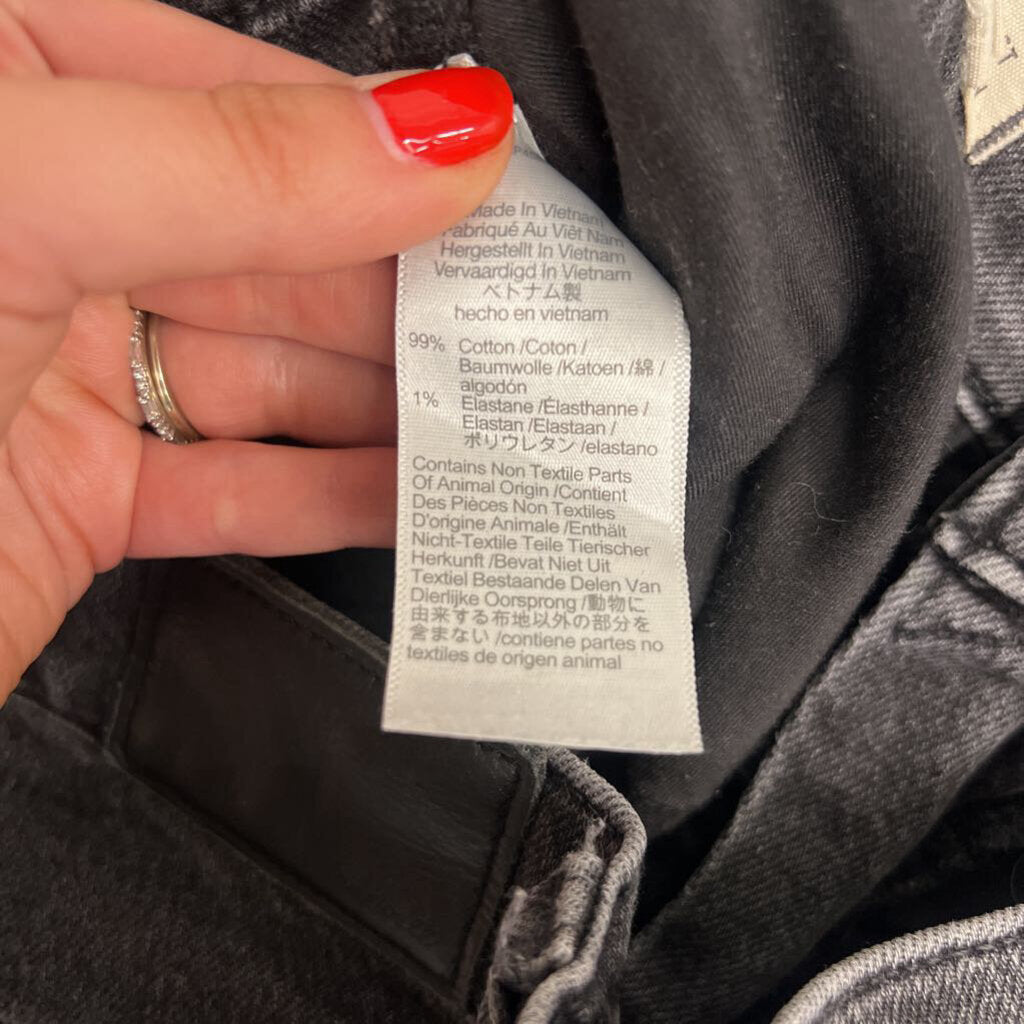 Made In Vietnam
Fabriqué Au Việt Nam
Hergestellt In Vietnam
Vervaardigd In Vietnam
ベトナム製
hecho en vietnam
99% Cotton /Coton /
Baumwolle /Katoen /綿 /
algodón
1% Elastane /Élasthanne /
Elastan /Elastaan /
ポリウレタン /elastano
Contains Non Textile Parts
Of Animal Origin /Contient
Des Pièces Non Textiles
D'origine Animale /Enthält
Nicht-Textile Teile Tierischer
Herkunft /Bevat Niet Uit
Textiel Bestaande Delen Van
Dierlijke Oorsprong /動物に
由来する布地以外の部分を
含まない /contiene partes no
textiles de origen animal